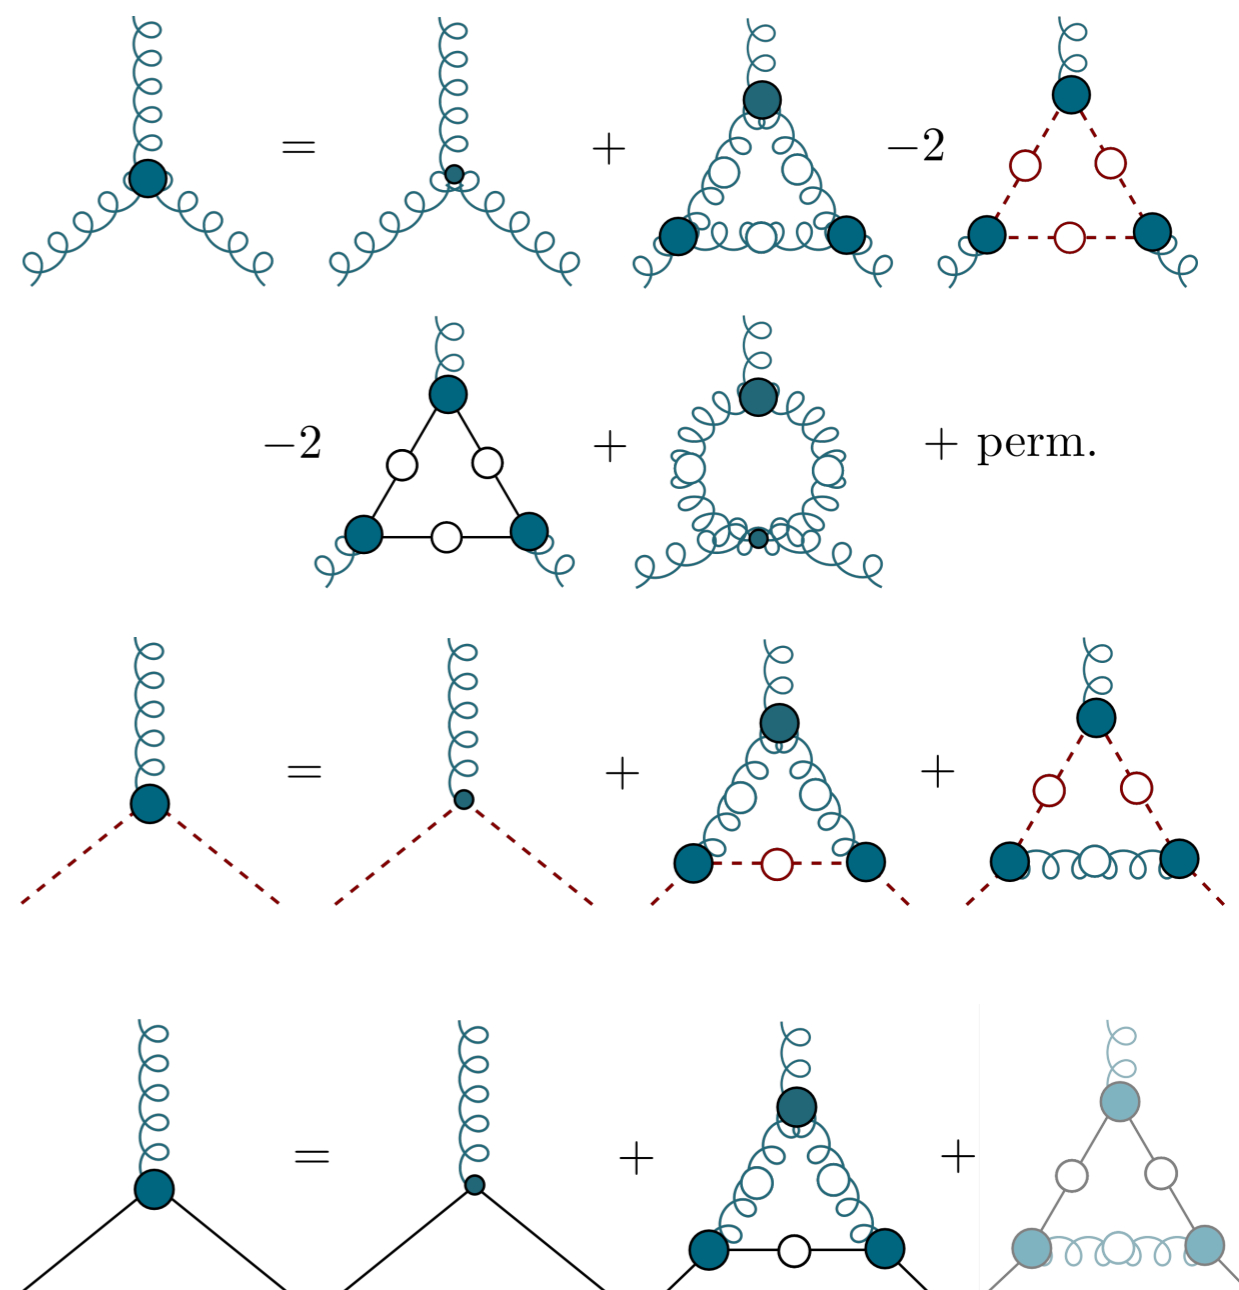 = + −2
−2 + + perm.
= + +
= + +